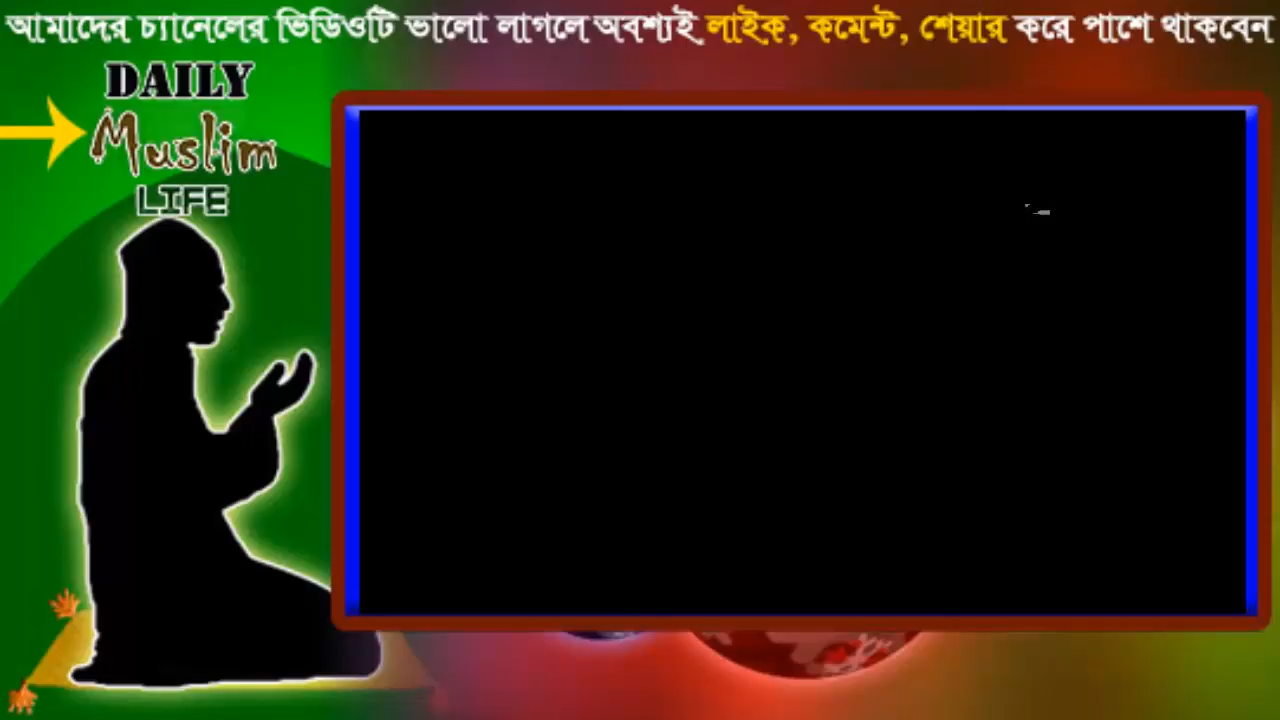 আমাদের চ্যানেলের ভিডিওটি ভালো লাগলে অবশ্যই লাইক, কমেন্ট, শেয়ার করে পাশে থাকবেন
DAILY
Muslim
LIFE